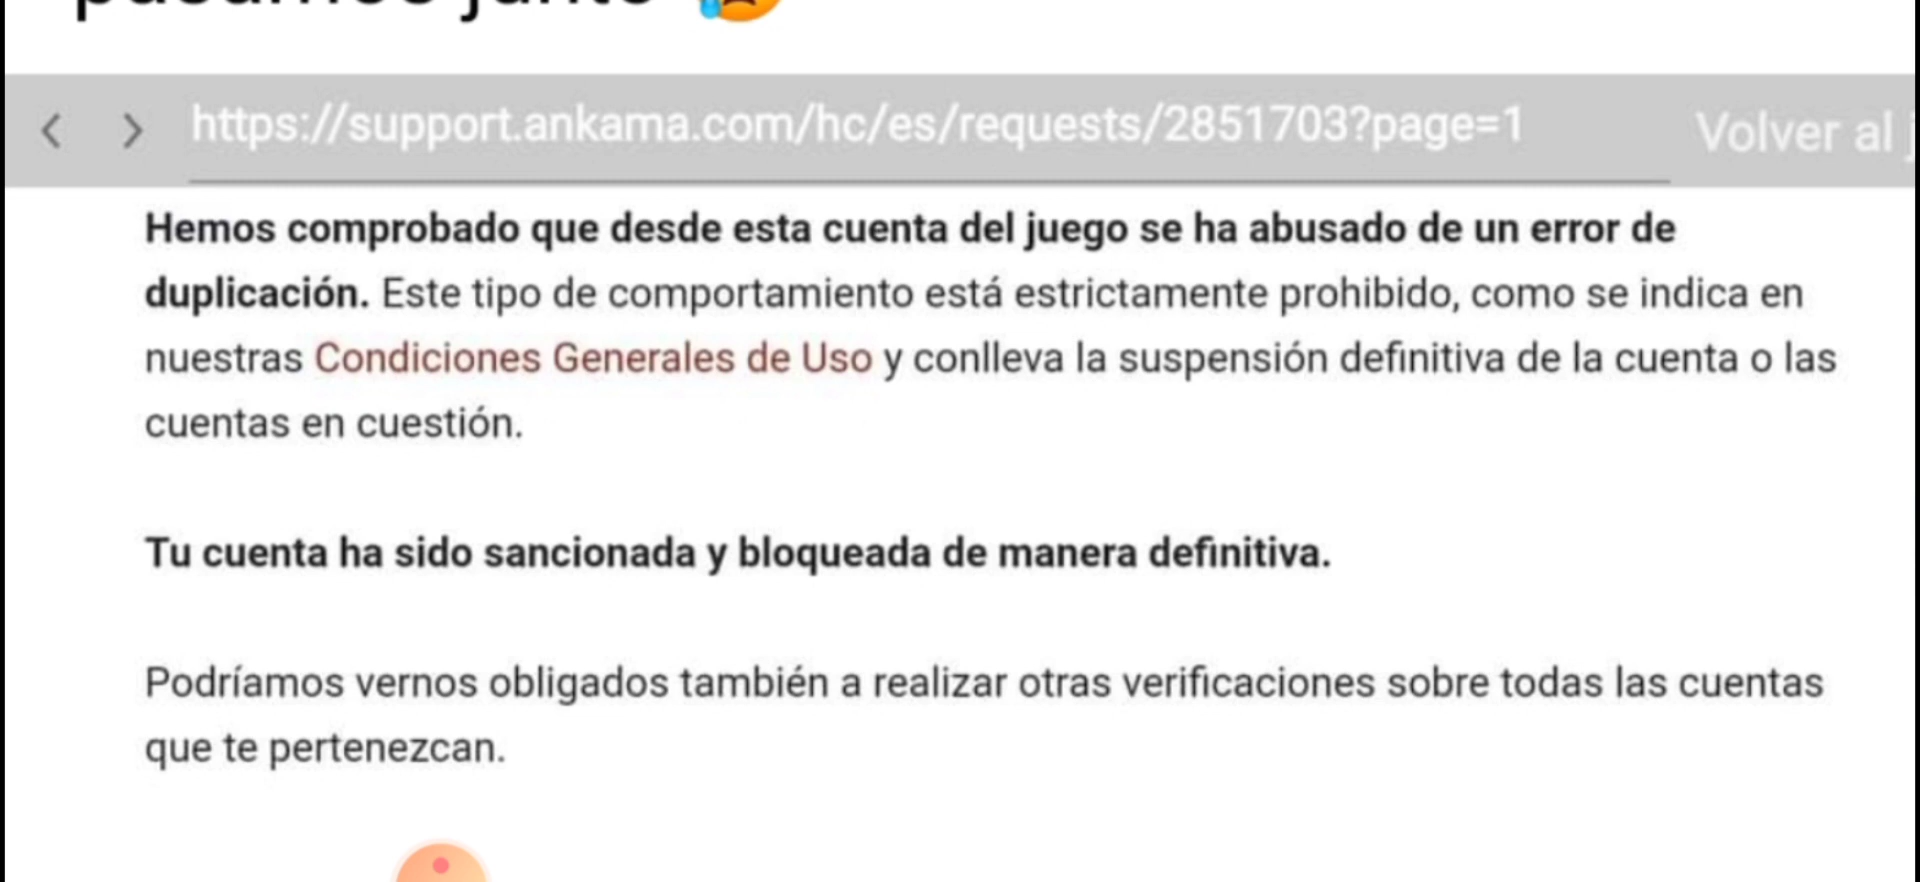 https://support.ankama.com/hc/es/requests/2851703?page=1 Volver al
Hemos comprobado que desde esta cuenta del juego se ha abusado de un error de
duplicación. Este tipo de comportamiento está estrictamente prohibido, como se indica en
nuestras Condiciones Generales de Uso y conlleva la suspensión definitiva de la cuenta o las
cuentas en cuestión.
Tu cuenta ha sido sancionada y bloqueada de manera definitiva.
Podríamos vernos obligados también a realizar otras verificaciones sobre todas las cuentas
que te pertenezcan.